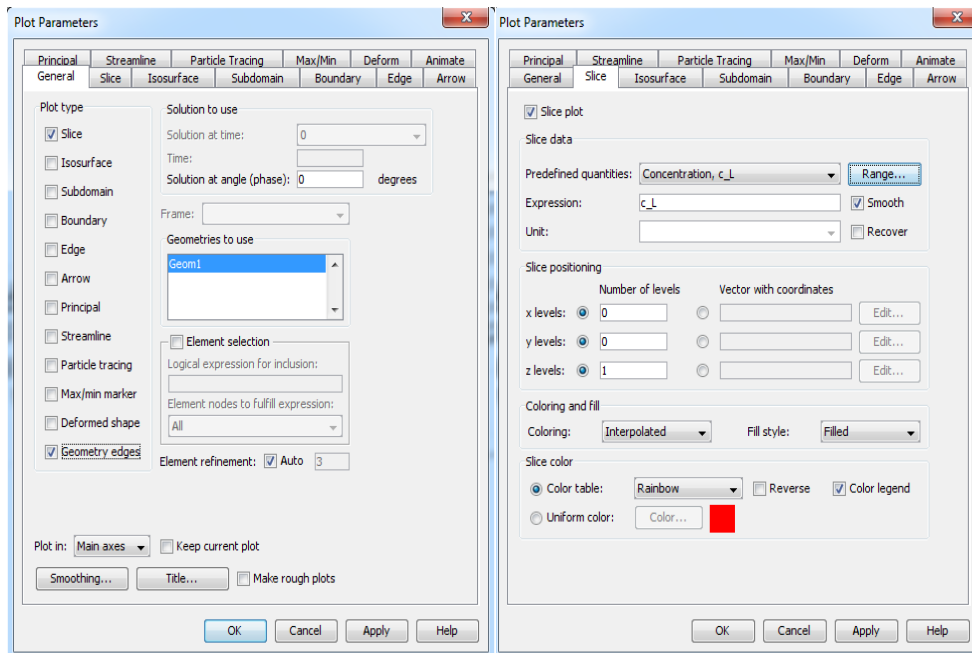 Plot Parameters
Principal Streamline Particle Tracing Max/Min Deform Animate
General Slice Isosurface Subdomain Boundary Edge Arrow
Plot type
Slice
Isosurface
Subdomain
Boundary
Edge
Arrow
Principal
Streamline
Particle tracing
Max/min marker
Deformed shape
Geometry edges
Solution to use
Solution at time: 0
Time:
Solution at angle (phase): 0 degrees
Frame:
Geometries to use
Geom1
Element selection
Logical expression for inclusion:
Element nodes to fulfill expression:
All
Element refinement: Auto 3
Plot in: Main axes Keep current plot
Smoothing... Title... Make rough plots
OK Cancel Apply Help
Plot Parameters
Principal Streamline Particle Tracing Max/Min Deform Animate
General Slice Isosurface Subdomain Boundary Edge Arrow
Slice plot
Slice data
Predefined quantities: Concentration, c_L Range...
Expression: c_L Smooth
Unit: Recover
Slice positioning
Number of levels Vector with coordinates
x levels: 0 Edit...
y levels: 0 Edit...
z levels: 1 Edit...
Coloring and fill
Coloring: Interpolated Fill style: Filled
Slice color
Color table: Rainbow Reverse Color legend
Uniform color: Color...
OK Cancel Apply Help